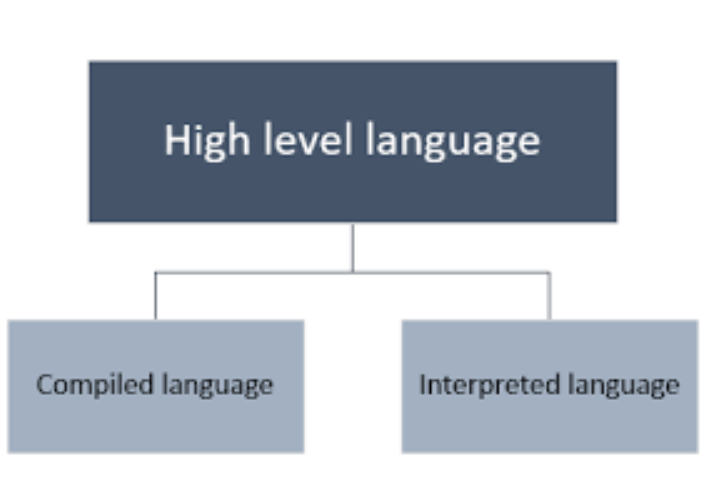 High level language
Compiled language
Interpreted language